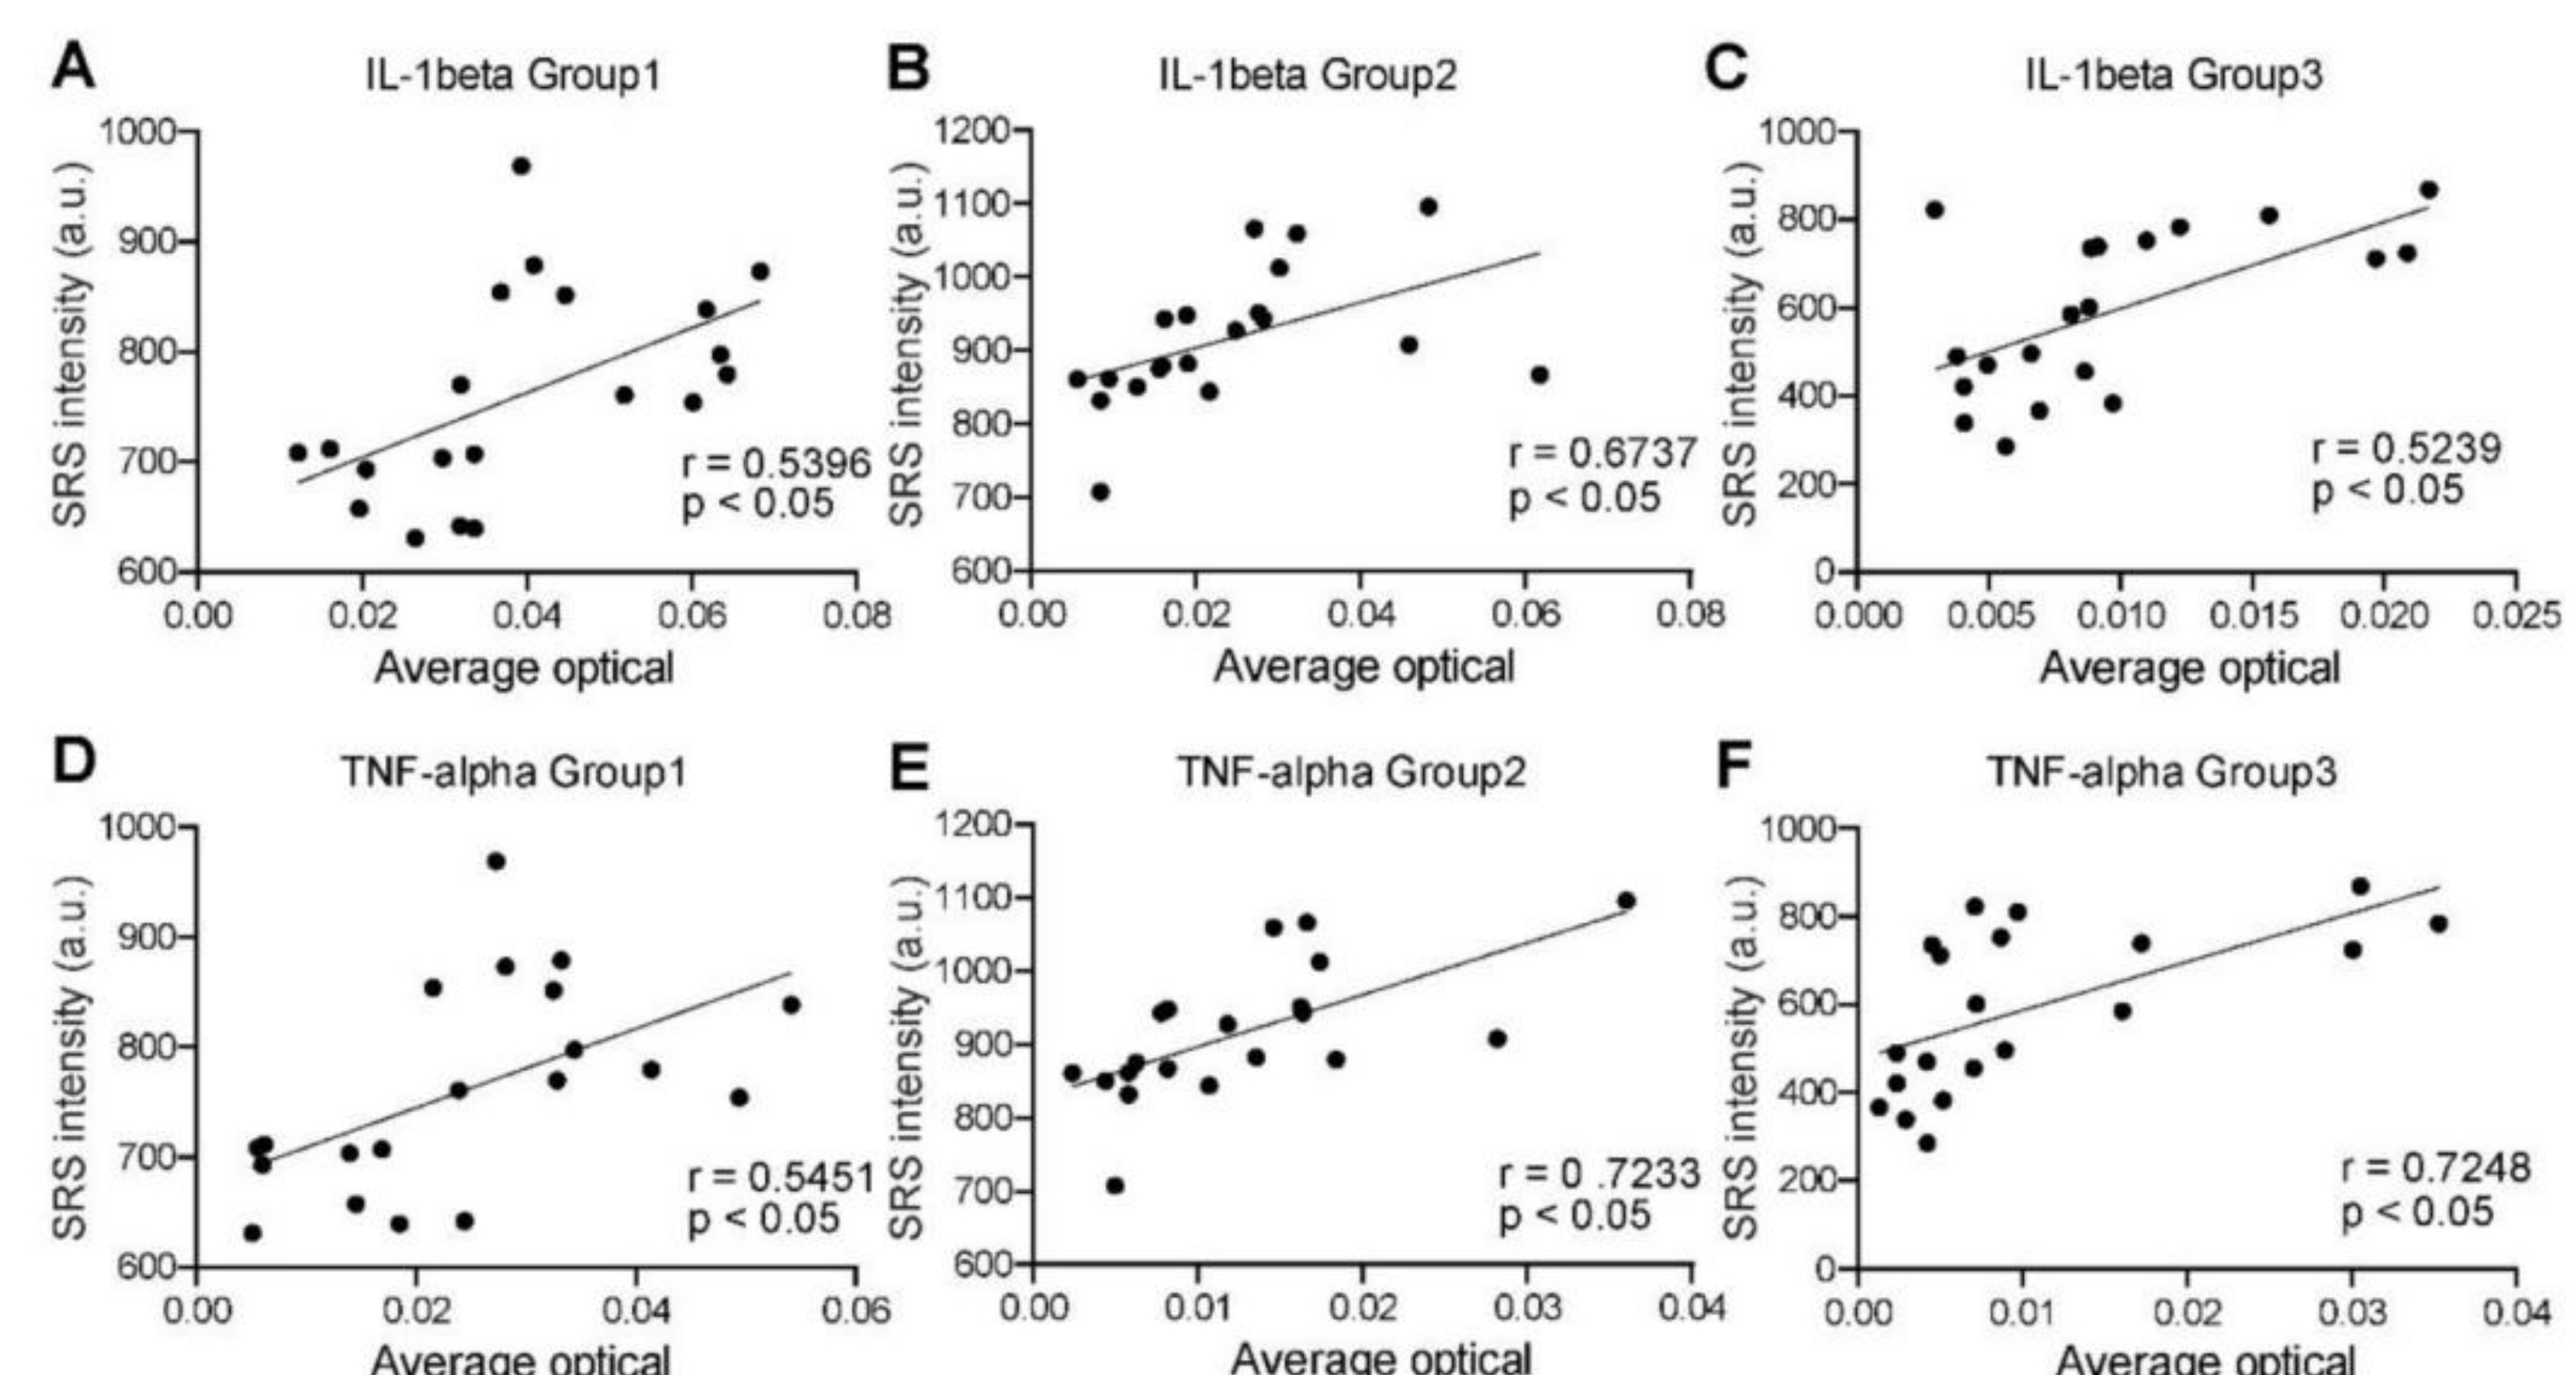 A IL-1beta Group1
1000
900
800
700
600
SRS intensity (a.u.)
r = 0.5396
p < 0.05
0.00 0.02 0.04 0.06 0.08
Average optical
B IL-1beta Group2
1200
1100
1000
900
800
700
600
SRS intensity (a.u.)
r = 0.6737
p < 0.05
0.00 0.02 0.04 0.06 0.08
Average optical
C IL-1beta Group3
1000
800
600
400
200
0
SRS intensity (a.u.)
r = 0.5239
p < 0.05
0.000 0.005 0.010 0.015 0.020 0.025
Average optical
D TNF-alpha Group1
1000
900
800
700
600
SRS intensity (a.u.)
r = 0.5451
p < 0.05
0.00 0.02 0.04 0.06
Average optical
E TNF-alpha Group2
1200
1100
1000
900
800
700
600
SRS intensity (a.u.)
r = 0 .7233
p < 0.05
0.00 0.01 0.02 0.03 0.04
Average optical
F TNF-alpha Group3
1000
800
600
400
200
0
SRS intensity (a.u.)
r = 0.7248
p < 0.05
0.00 0.01 0.02 0.03 0.04
Average optical